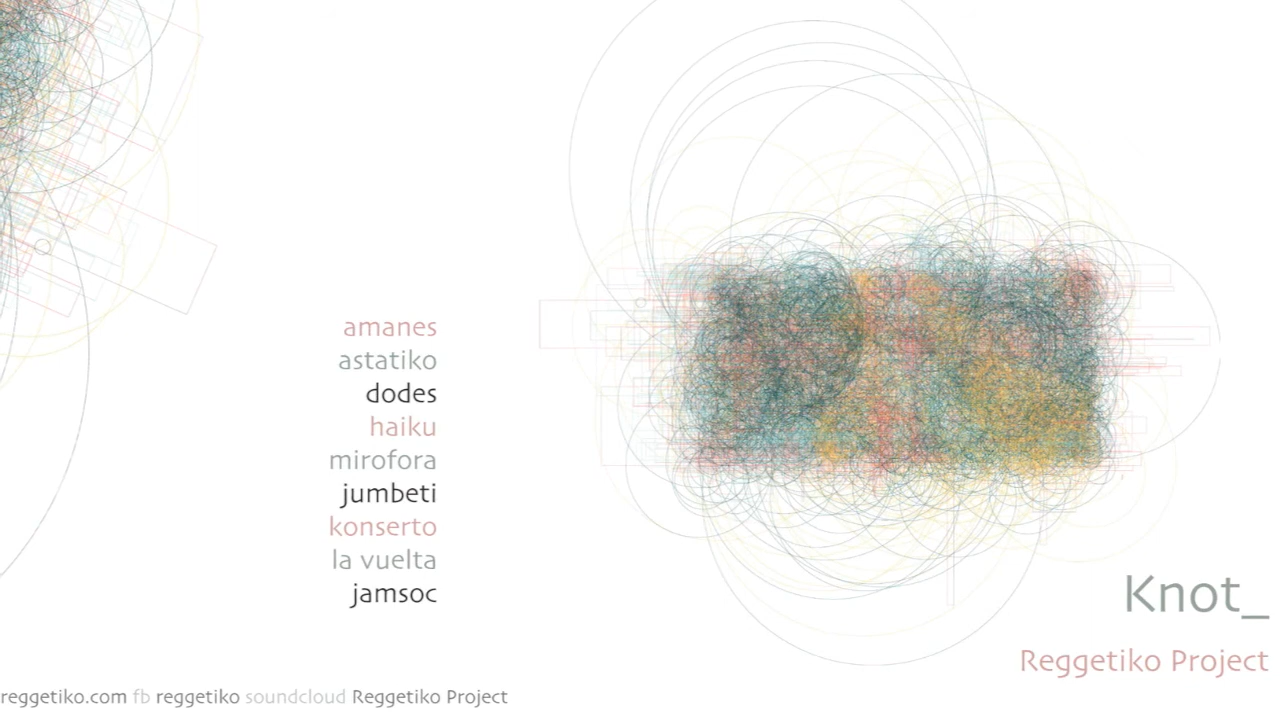 amanes
astatiko
dodes
haiku
mirofora
jumbeti
konserto
la vuelta
jamsoc
Knot_
Reggetiko Project
reggetiko.com fb reggetiko soundcloud Reggetiko Project